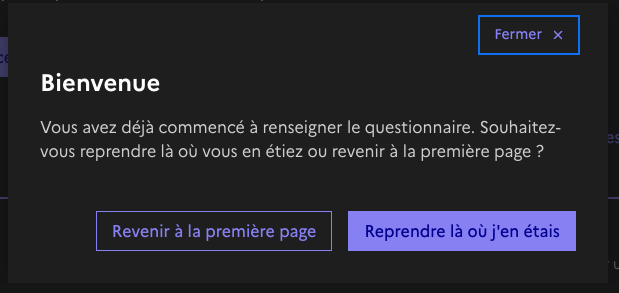 Fermer ×
Bienvenue
Vous avez déjà commencé à renseigner le questionnaire. Souhaitez-
vous reprendre là où vous en étiez ou revenir à la première page ?
Revenir à la première page
Reprendre là où j'en étais